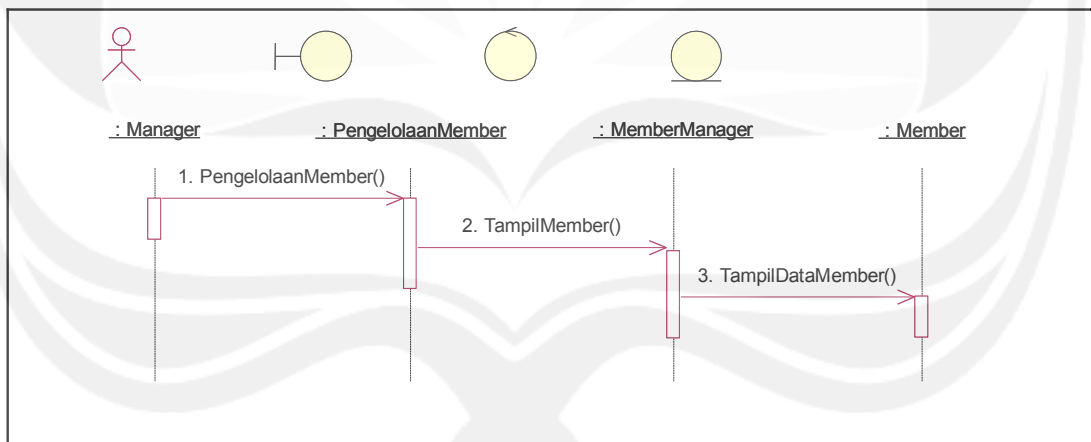 : Manager
: PengelolaanMember
: MemberManager
: Member
1. PengelolaanMember()
2. TampilMember()
3. TampilDataMember()